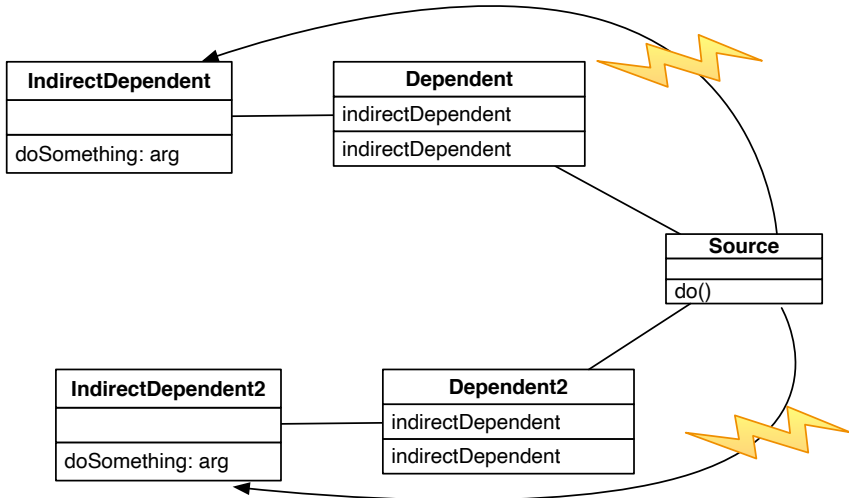 IndirectDependent
doSomething: arg
Dependent
indirectDependent
indirectDependent
Source
do()
IndirectDependent2
doSomething: arg
Dependent2
indirectDependent
indirectDependent